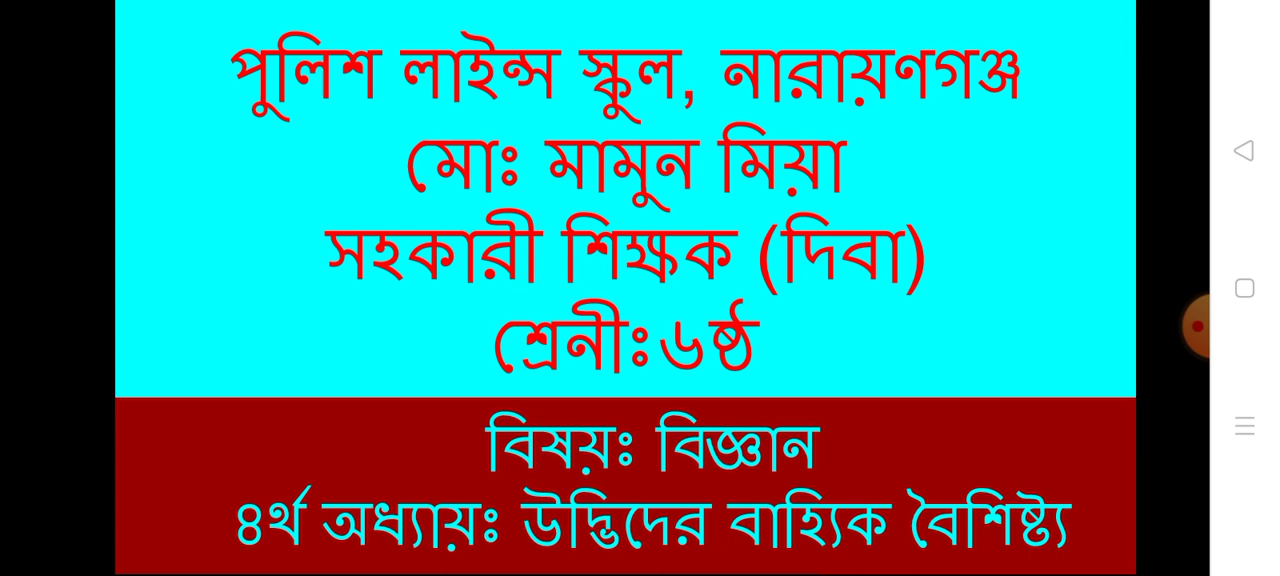 পুলিশ লাইন্স স্কুল, নারায়ণগঞ্জ
মোঃ মামুন মিয়া
সহকারী শিক্ষক (দিবা)
শ্রেনীঃ৬ষ্ঠ
বিষয়ঃ বিজ্ঞান
৪র্থ অধ্যায়ঃ উদ্ভিদের বাহ্যিক বৈশিষ্ট্য